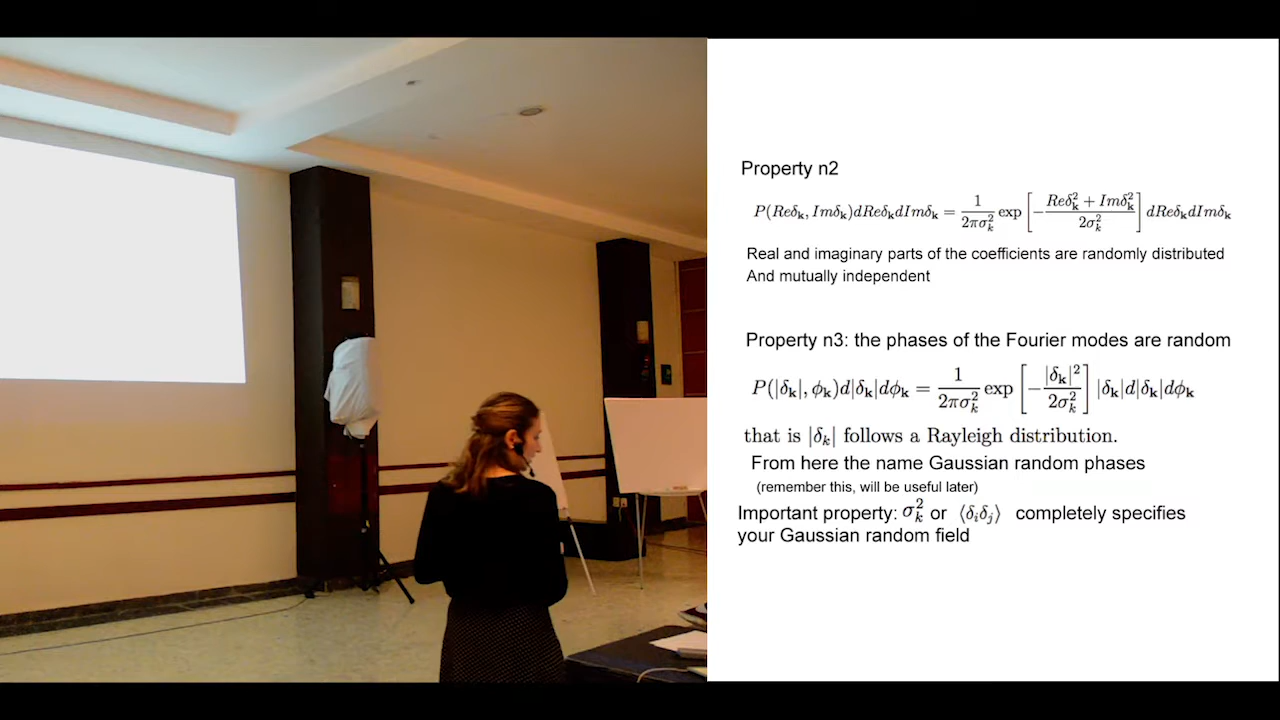 Property n2
P(Reδ_𝐤, Imδ_𝐤)dReδ_𝐤dImδ_𝐤 = 1/(2πσ_k^2) exp [−(Reδ_𝐤^2 + Imδ_𝐤^2)/(2σ_k^2)] dReδ_𝐤dImδ_𝐤
Real and imaginary parts of the coefficients are randomly distributed
And mutually independent
Property n3: the phases of the Fourier modes are random
P(|δ_𝐤|, ϕ_𝐤)d|δ_𝐤|dϕ_𝐤 = 1/(2πσ_k^2) exp [−|δ_𝐤|^2/(2σ_k^2)] |δ_𝐤|d|δ_𝐤|dϕ_𝐤
that is |δ_k| follows a Rayleigh distribution.
From here the name Gaussian random phases
(remember this, will be useful later)
Important property: σ_k^2 or ⟨δ_iδ_j⟩ completely specifies
your Gaussian random field